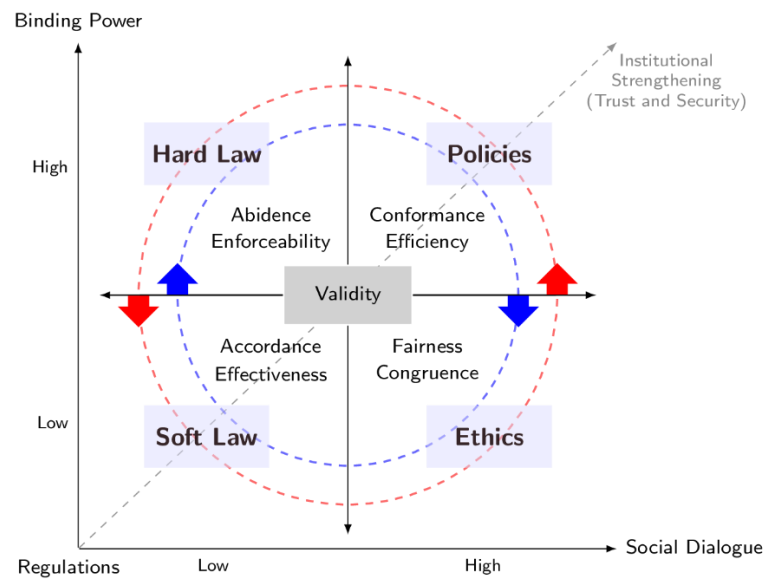 Binding Power
Institutional
Strengthening
(Trust and Security)
High
Hard Law
Policies
Abidence
Enforceability
Conformance
Efficiency
Validity
Accordance
Effectiveness
Fairness
Congruence
Low
Soft Law
Ethics
Regulations
Low
High
Social Dialogue